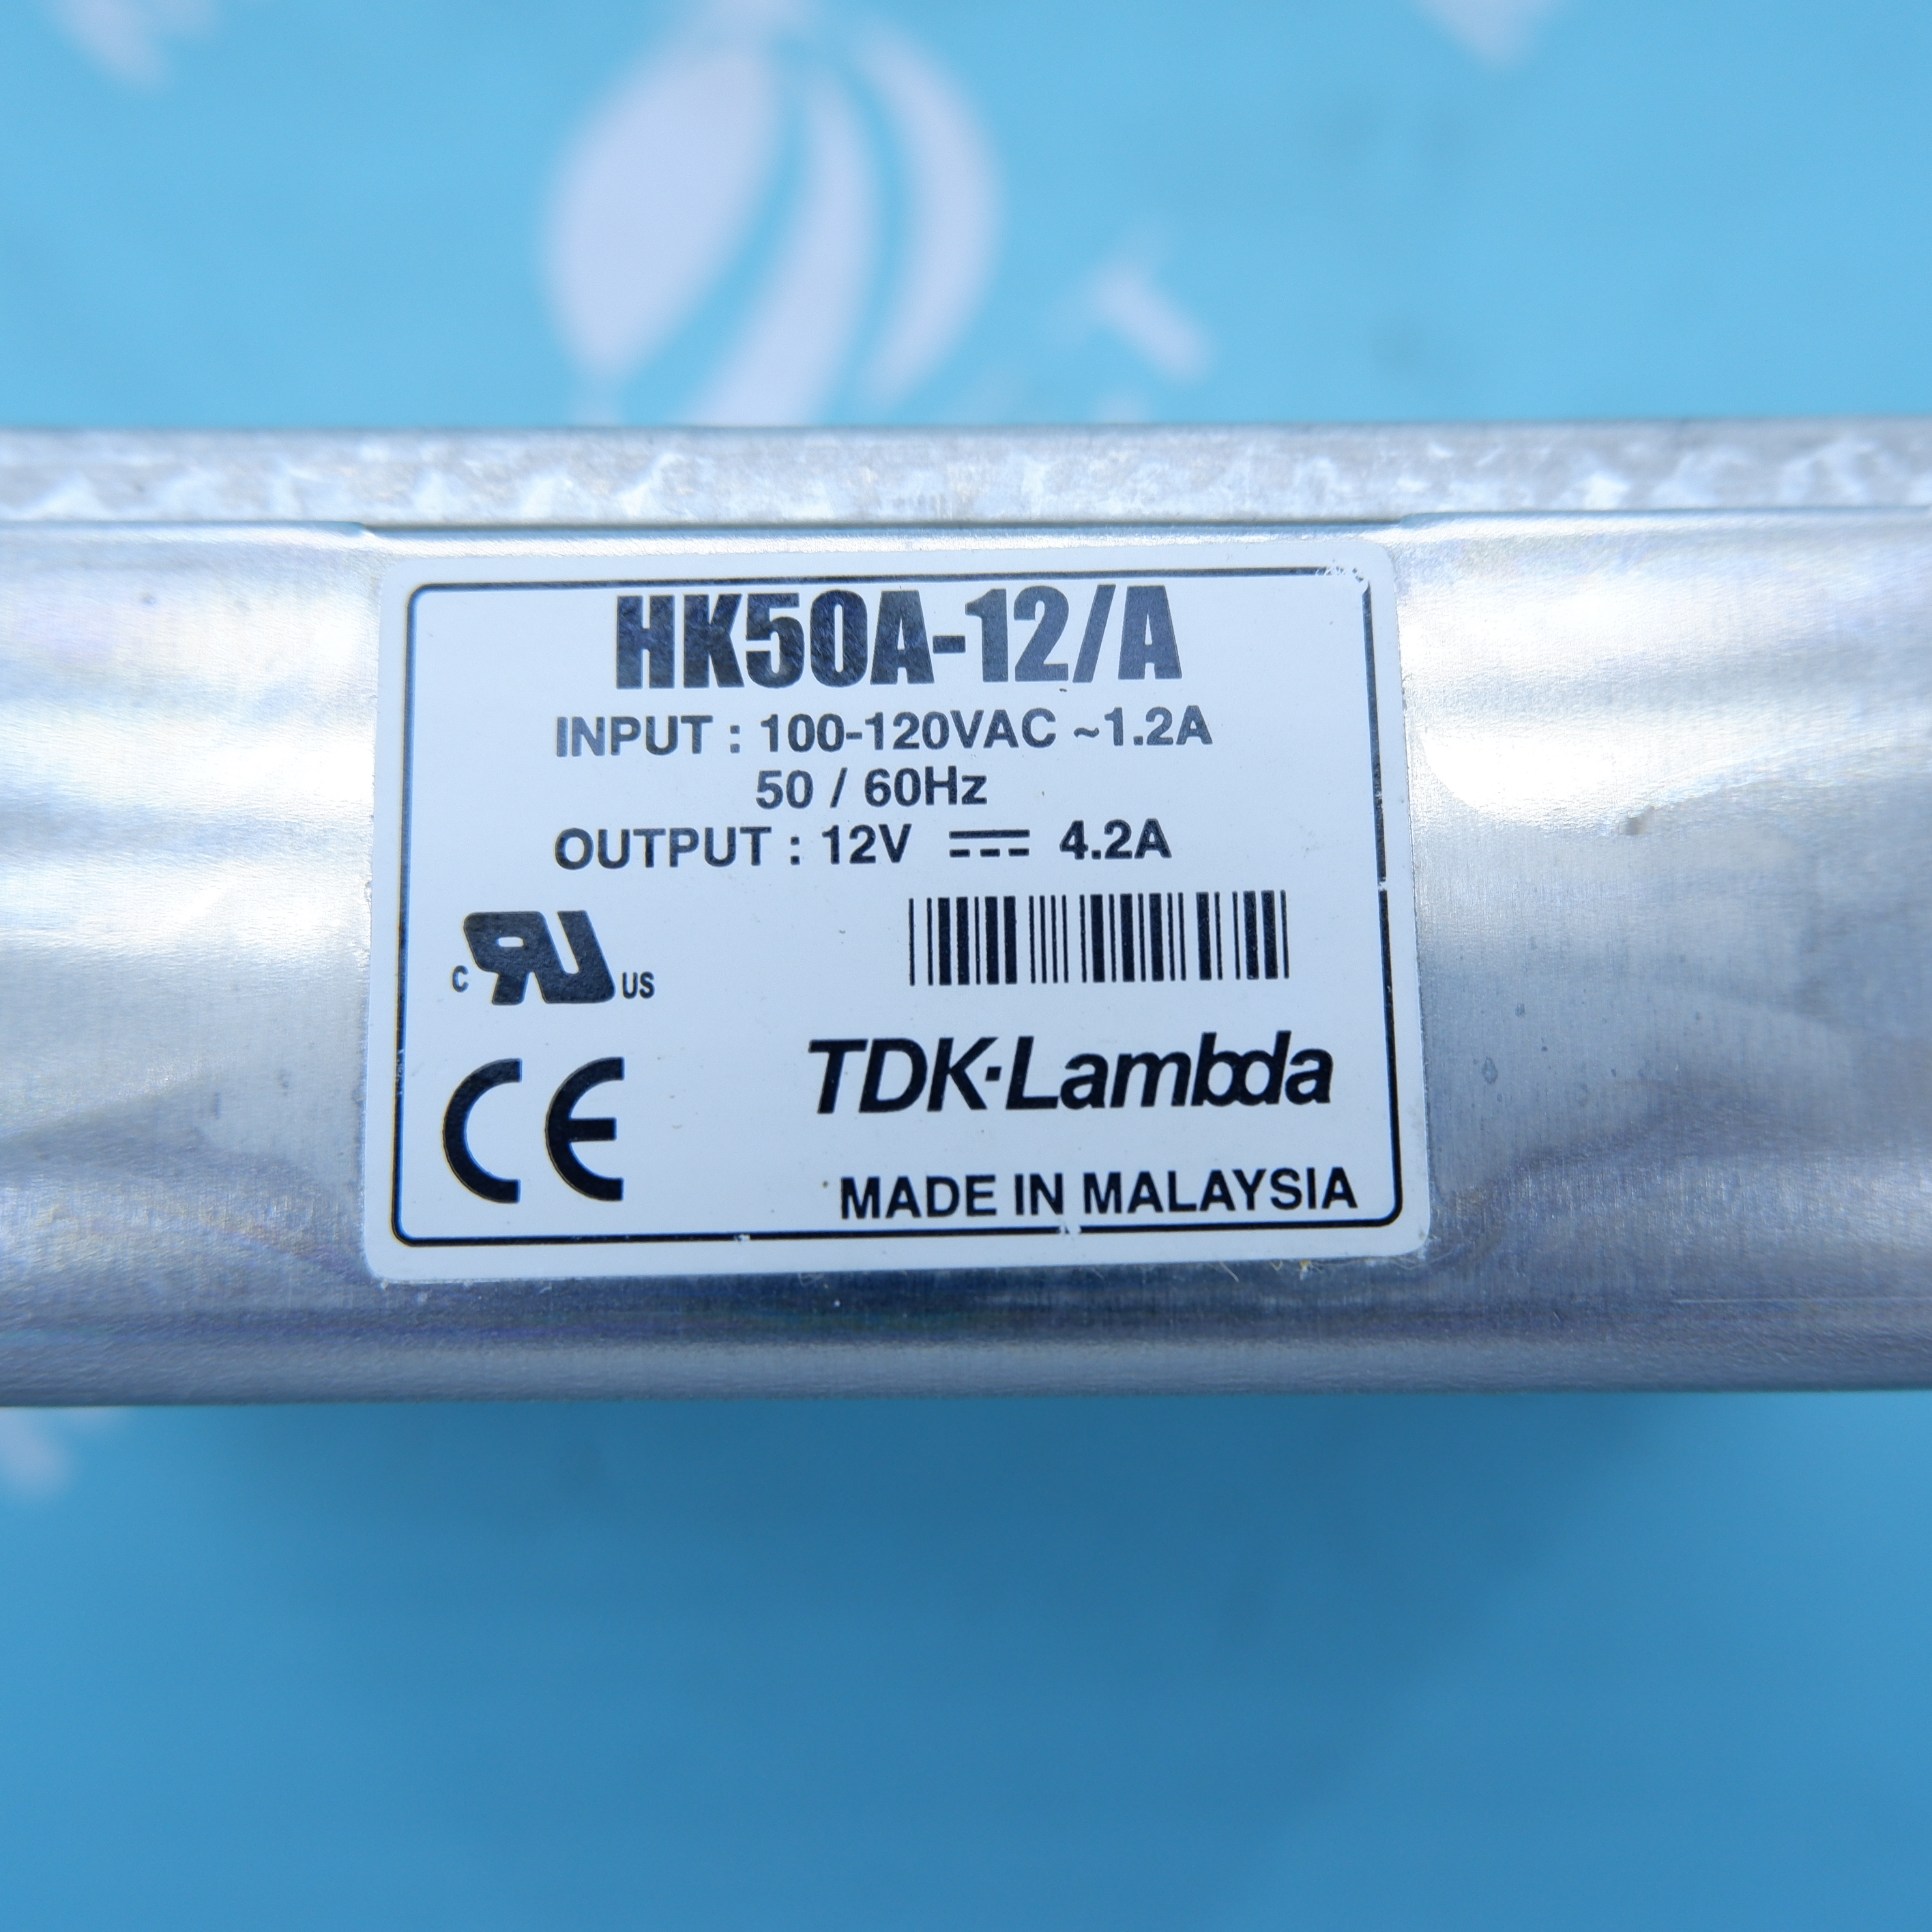 HK50A-12/A
INPUT : 100-120VAC ~1.2A
50 / 60Hz
OUTPUT : 12V ⎓ 4.2A
C RU US
CE
TDK·Lambda
MADE IN MALAYSIA